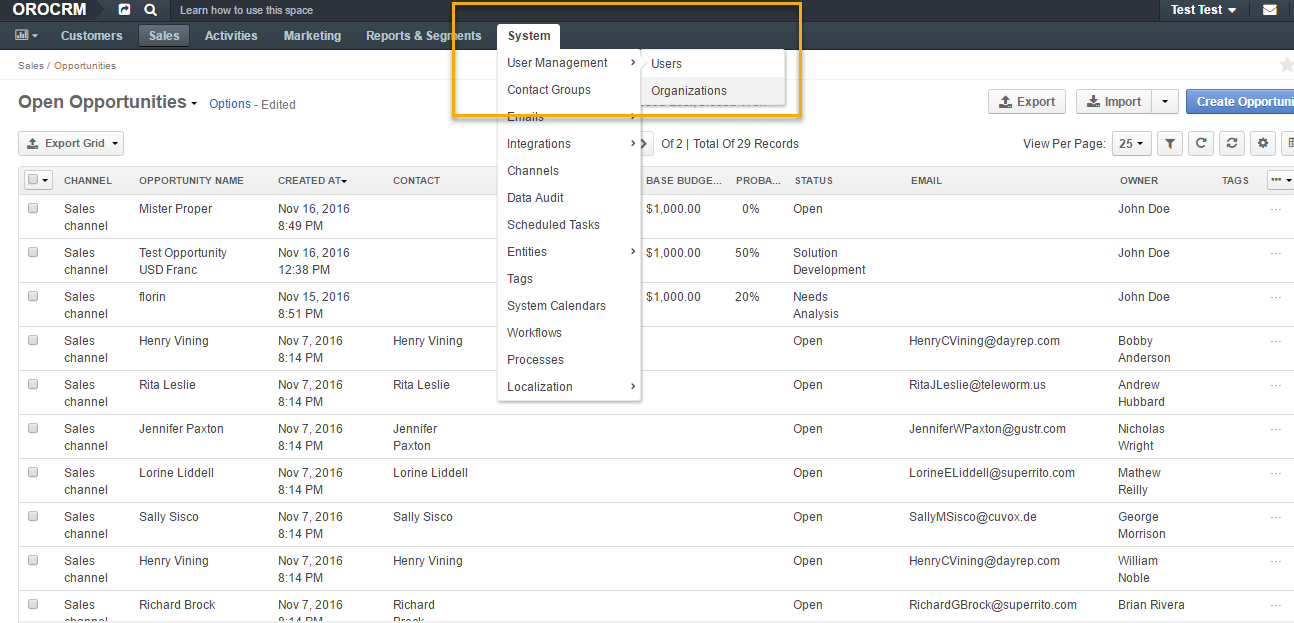 OROCRM Learn how to use this space Test Test
Customers Sales Activities Marketing Reports & Segments System
User Management Users
Contact Groups Organizations
Emails
Integrations
Channels
Data Audit
Scheduled Tasks
Entities
Tags
System Calendars
Workflows
Processes
Localization
Sales / Opportunities
Open Opportunities Options - Edited Export Import Create Opportuni
Export Grid Of 2 | Total Of 29 Records View Per Page: 25
CHANNEL OPPORTUNITY NAME CREATED AT CONTACT BASE BUDGE... PROBA... STATUS EMAIL OWNER TAGS
Sales Mister Proper Nov 16, 2016 $1,000.00 0% Open John Doe
channel 8:49 PM
Sales Test Opportunity Nov 16, 2016 $1,000.00 50% Solution John Doe
channel USD Franc 12:38 PM Development
Sales florin Nov 15, 2016 $1,000.00 20% Needs John Doe
channel 8:51 PM Analysis
Sales Henry Vining Nov 7, 2016 Henry Vining Open HenryCVining@dayrep.com Bobby
channel 8:14 PM Anderson
Sales Rita Leslie Nov 7, 2016 Rita Leslie Open RitaJLeslie@teleworm.us Andrew
channel 8:14 PM Hubbard
Sales Jennifer Paxton Nov 7, 2016 Jennifer Open JenniferWPaxton@gustr.com Nicholas
channel 8:14 PM Paxton Wright
Sales Lorine Liddell Nov 7, 2016 Lorine Liddell Open LorineELiddell@superrito.com Mathew
channel 8:14 PM Reilly
Sales Sally Sisco Nov 7, 2016 Sally Sisco Open SallyMSisco@cuvox.de George
channel 8:14 PM Morrison
Sales Henry Vining Nov 7, 2016 Henry Vining Open HenryCVining@dayrep.com William
channel 8:14 PM Noble
Sales Richard Brock Nov 7, 2016 Richard Open RichardGBrock@superrito.com Brian Rivera
channel 8:14 PM Brock